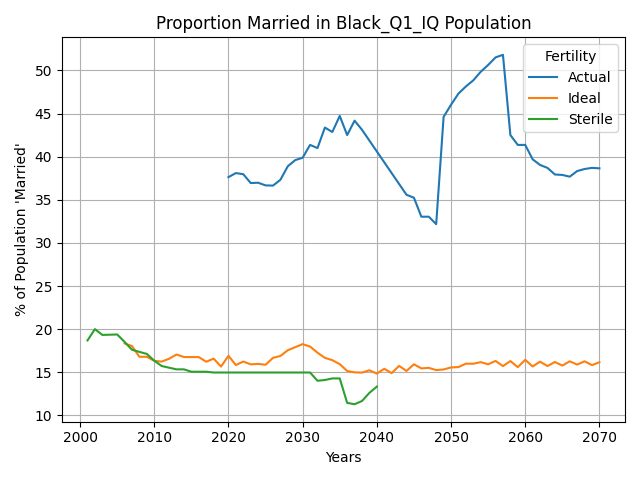 Proportion Married in Black_Q1_IQ Population
Fertility
Actual
Ideal
Sterile
% of Population 'Married'
50
45
40
35
30
25
20
15
10
2000
2010
2020
2030
2040
2050
2060
2070
Years